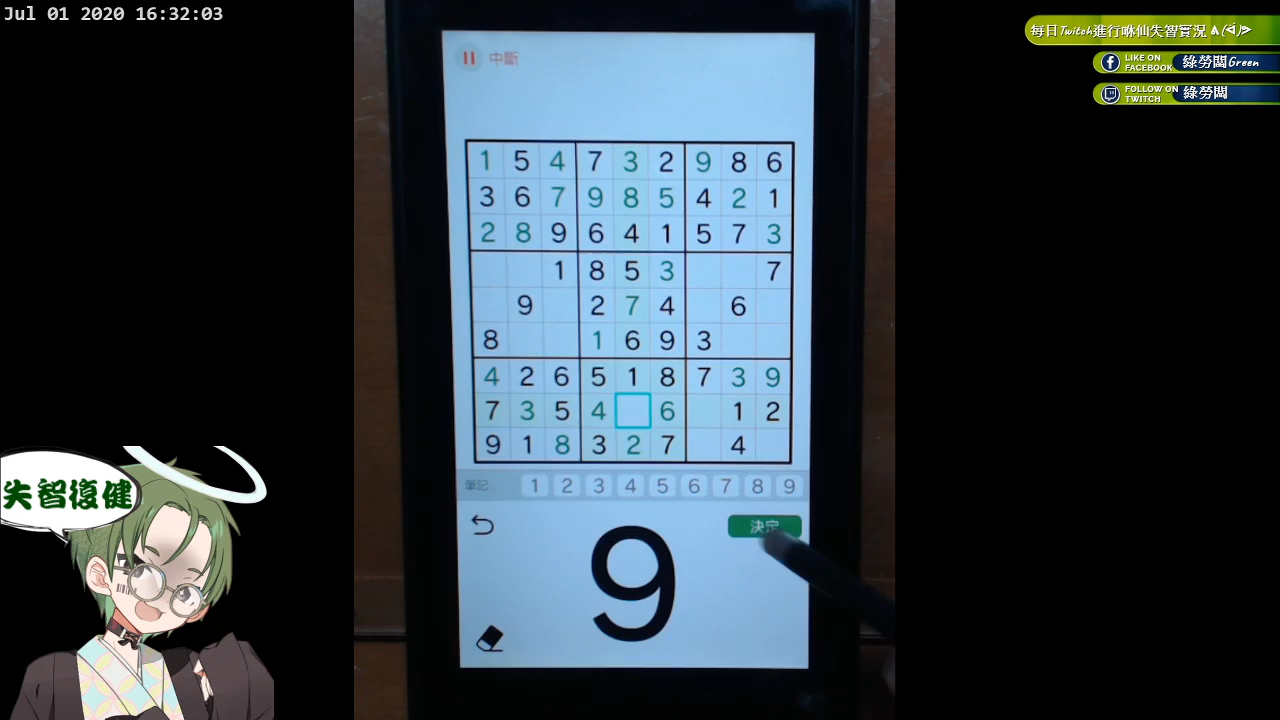 Jul 01 2020 16:32:03
每日Twitch進行咻仙失智實況
LIKE ON FACEBOOK 綠勞闆Green
FOLLOW ON TWITCH 綠勞闆
中斷
1 5 4 7 3 2 9 8 6
3 6 7 9 8 5 4 2 1
2 8 9 6 4 1 5 7 3
1 8 5 3 7
9 2 7 4 6
8 1 6 9 3
4 2 6 5 1 8 7 3 9
7 3 5 4 6 1 2
9 1 8 3 2 7 4
筆記 1 2 3 4 5 6 7 8 9
決定
9
失智復健